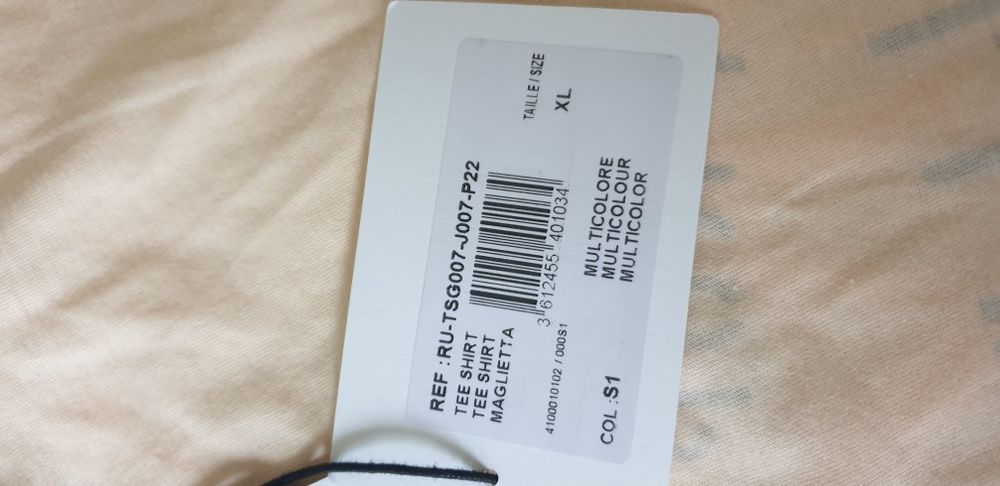 REF : RU-TSG007-J007-P22
TEE SHIRT
TEE SHIRT
MAGLIETTA
TAILLE / SIZE
XL
3 612455 401034
4100010102 / 000S1
MULTICOLORE
MULTICOLOUR
MULTICOLOR
COL :S1